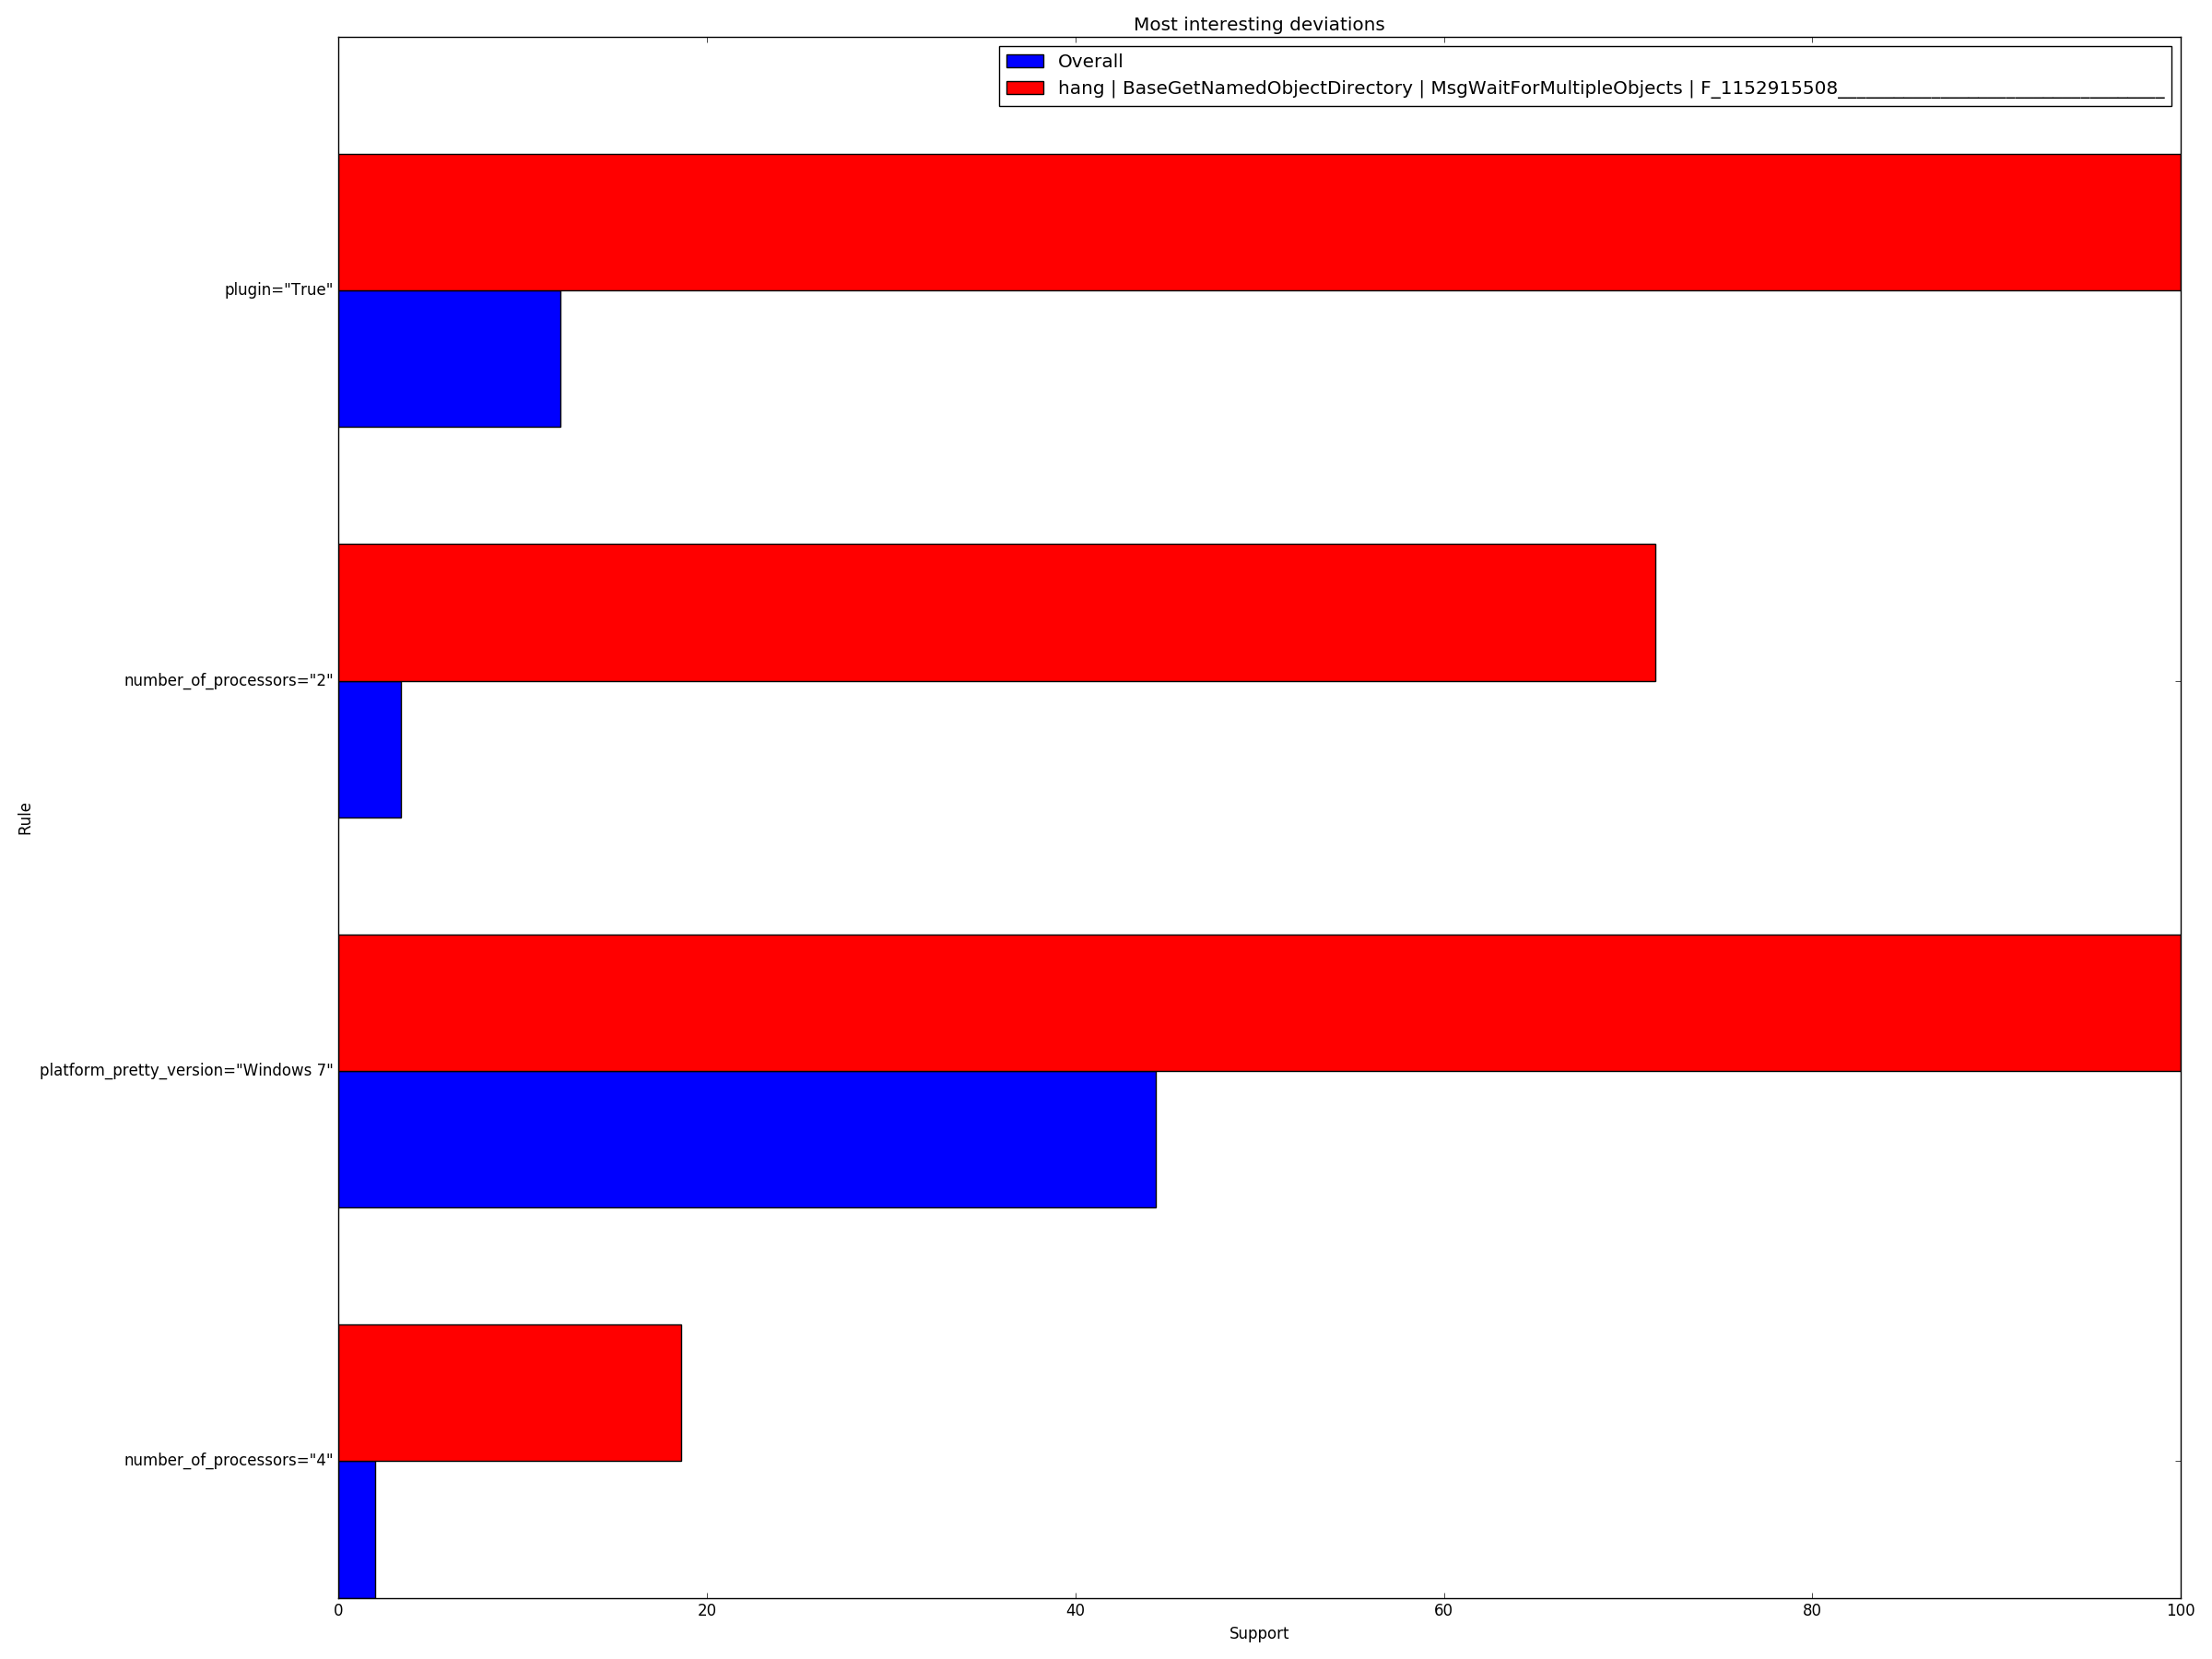 Most interesting deviations
Overall
hang | BaseGetNamedObjectDirectory | MsgWaitForMultipleObjects | F_1152915508___________________________________
plugin="True"
number_of_processors="2"
Rule
platform_pretty_version="Windows 7"
number_of_processors="4"
0 20 40 60 80 100
Support